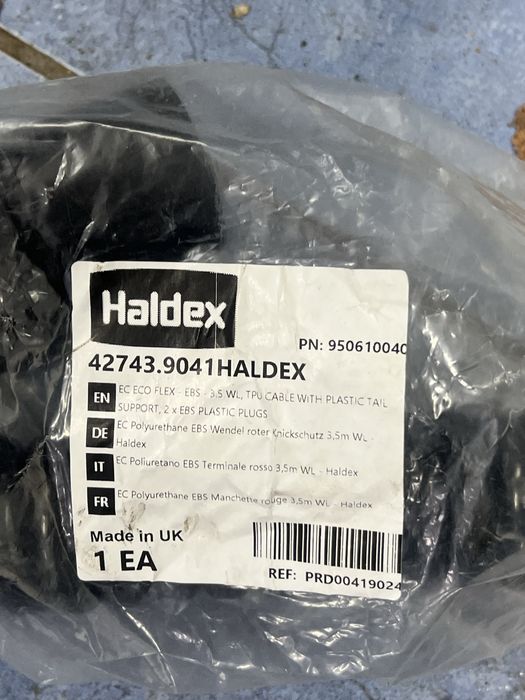 Haldex
PN: 950610040
42743.9041HALDEX
EN EC ECO FLEX - EBS - 3.5 WL, TPU CABLE WITH PLASTIC TAIL
SUPPORT, 2 x EBS PLASTIC PLUGS
DE EC Polyurethane EBS Wendel roter Knickschutz 3,5m WL -
Haldex
IT EC Poliuretano EBS Terminale rosso 3,5m WL - Haldex
FR EC Polyurethane EBS Manchette rouge 3,5m WL - Haldex
Made in UK
1 EA
REF: PRD00419024